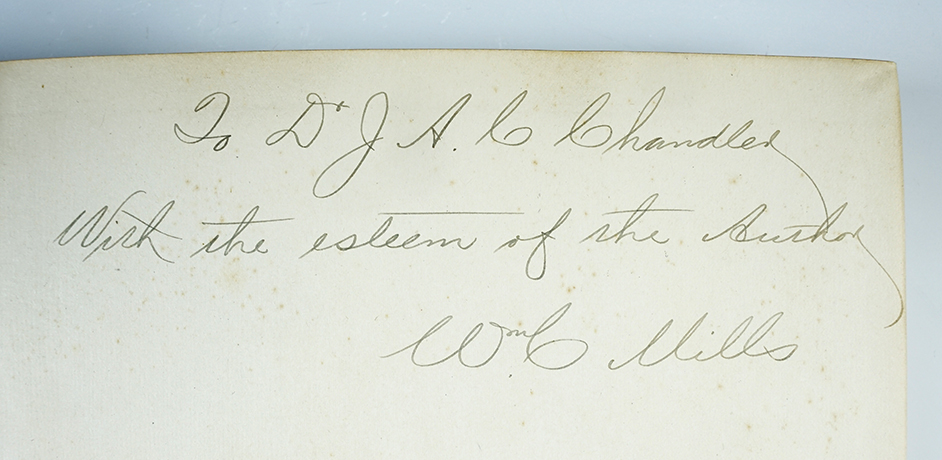 To Dr J. A. C Chandler
With the esteem of the Author
Wm. C Mills